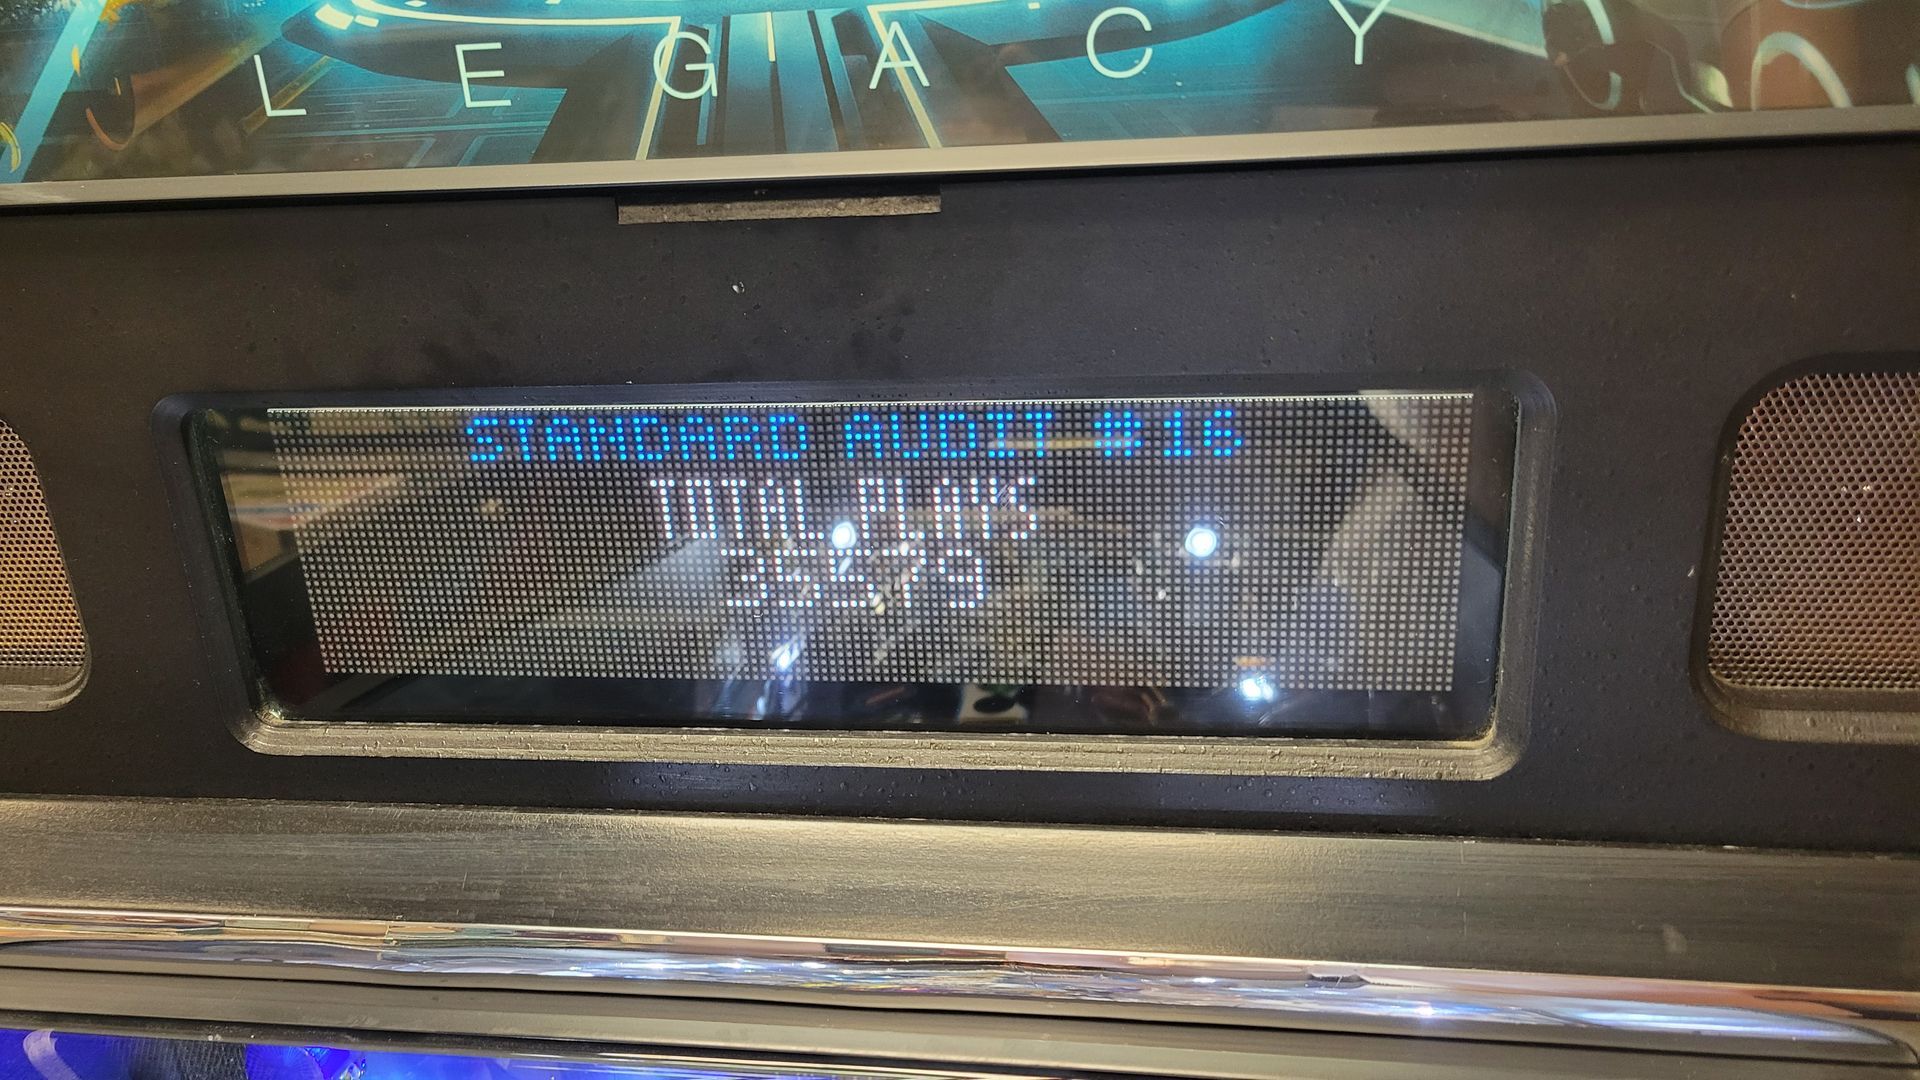 LEGACY
STANDARD AUDIT #16
TOTAL PLAYS